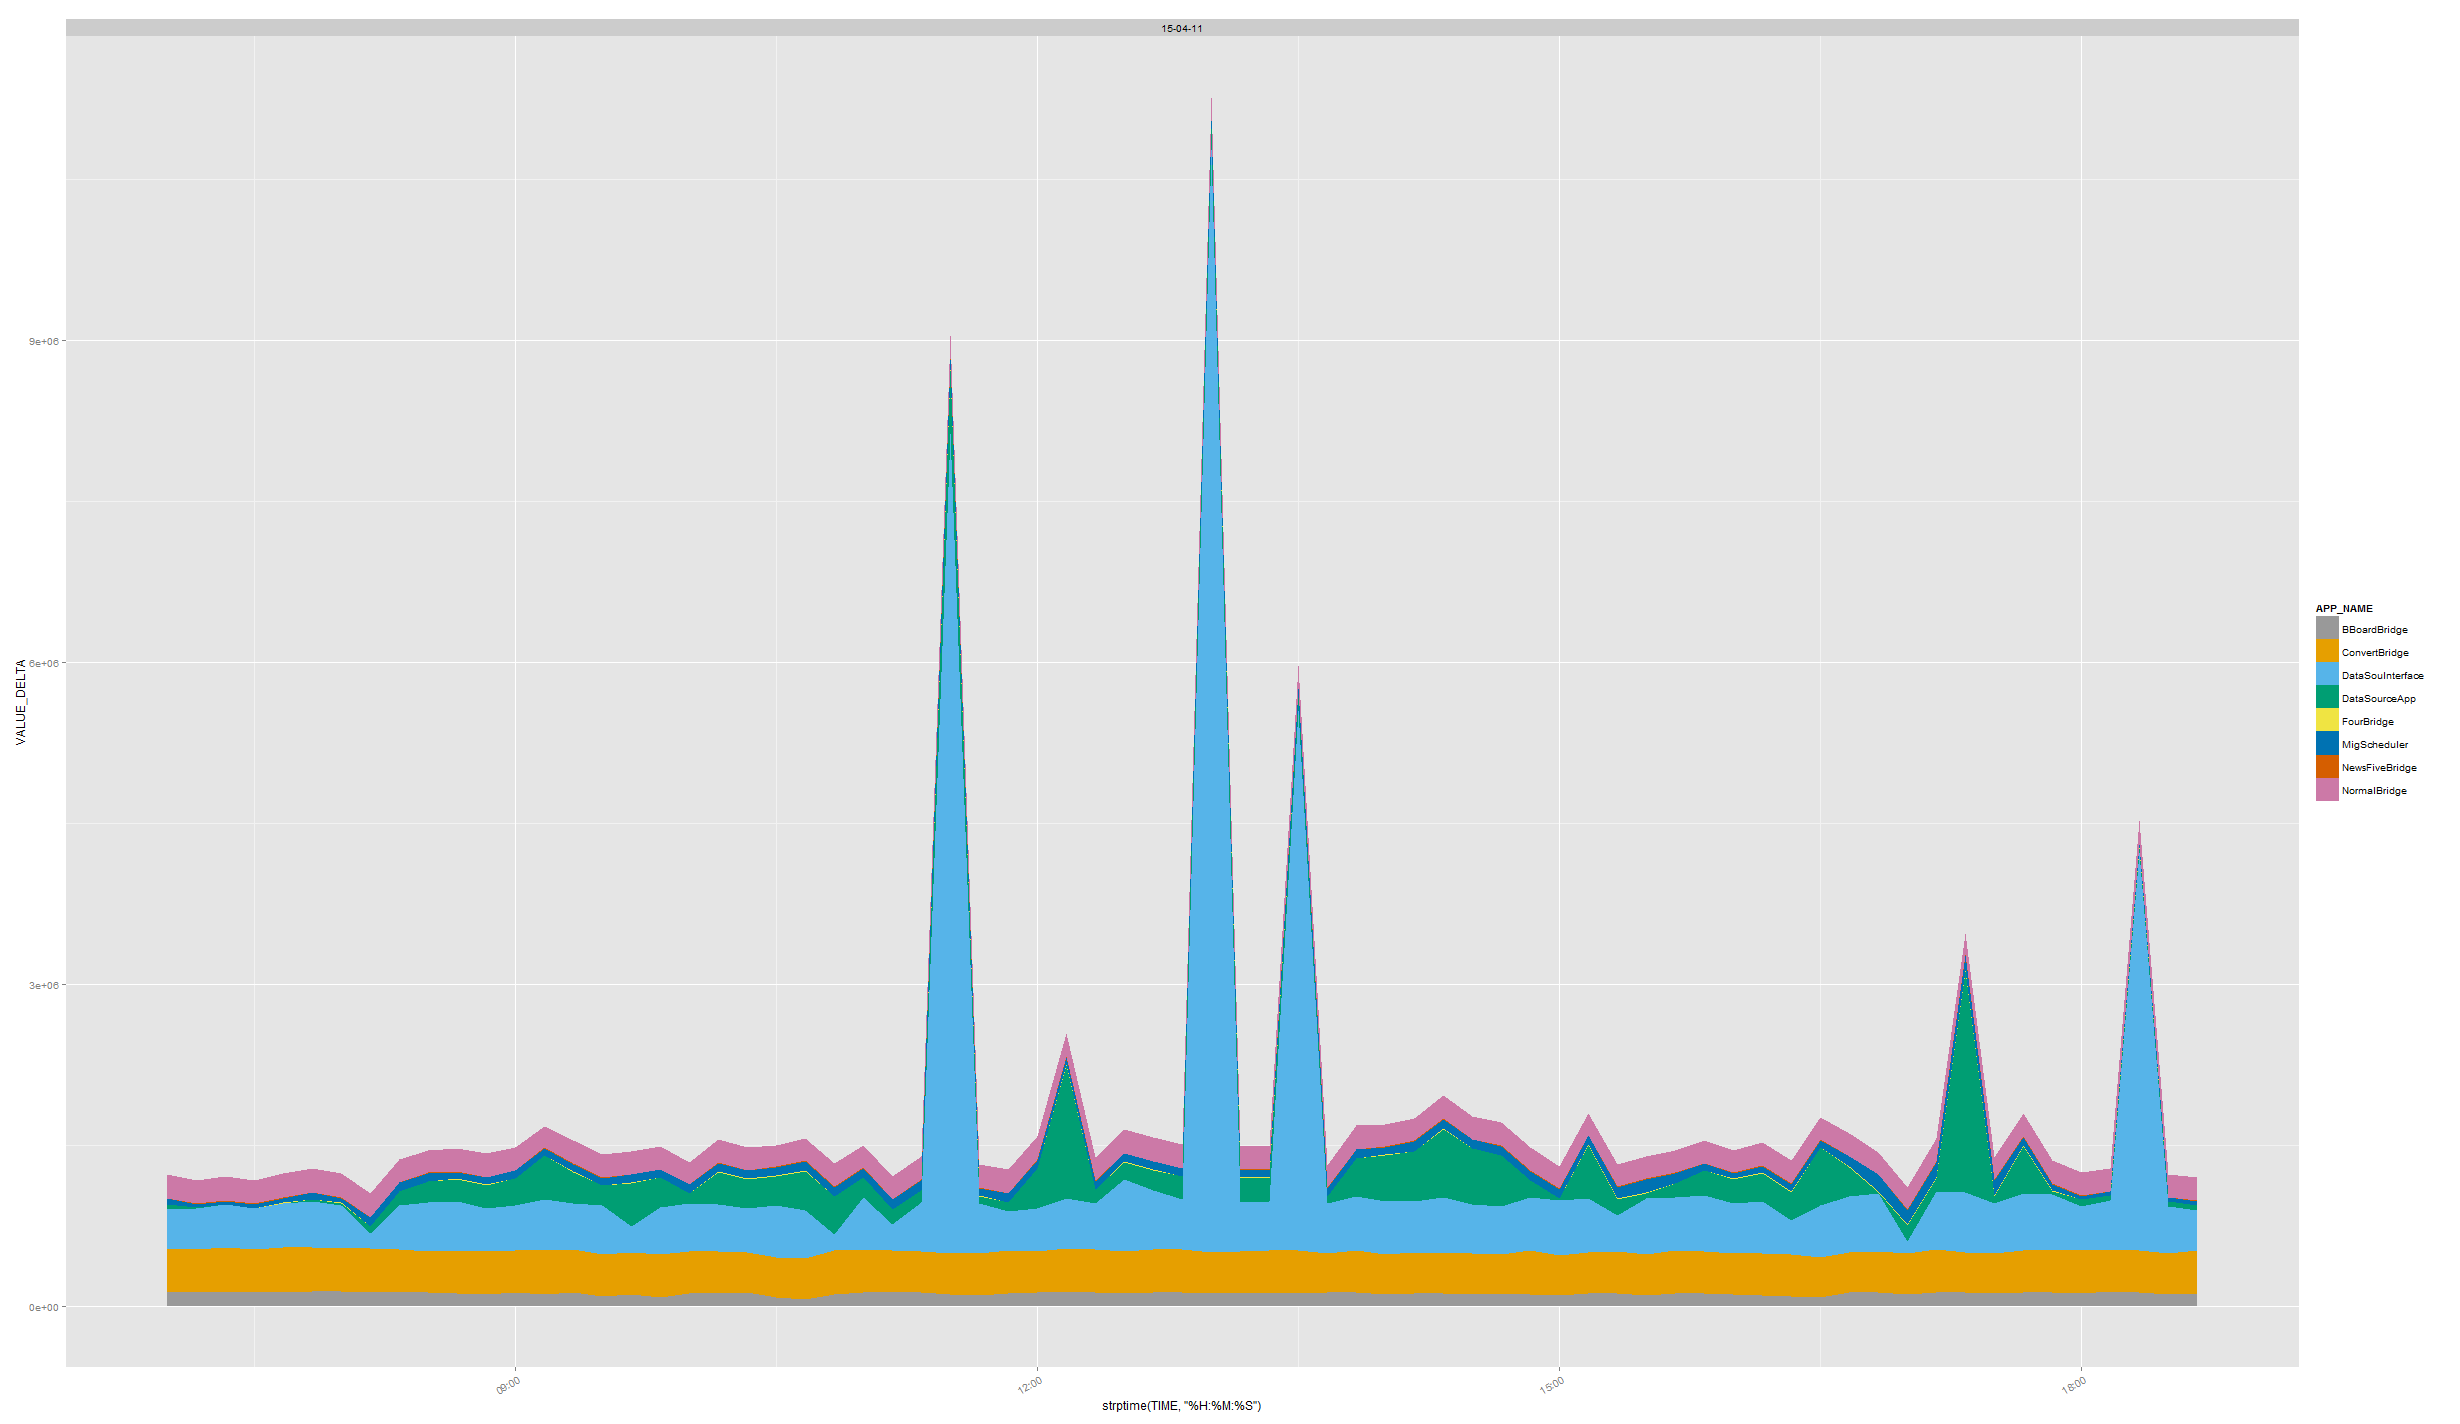 15-04-11
9e+06
6e+06
3e+06
0e+00
VALUE_DELTA
09:00
12:00
15:00
18:00
strptime(TIME, "%H:%M:%S")
APP_NAME
BBoardBridge
ConvertBridge
DataSouInterface
DataSourceApp
FourBridge
MigScheduler
NewsFiveBridge
NormalBridge